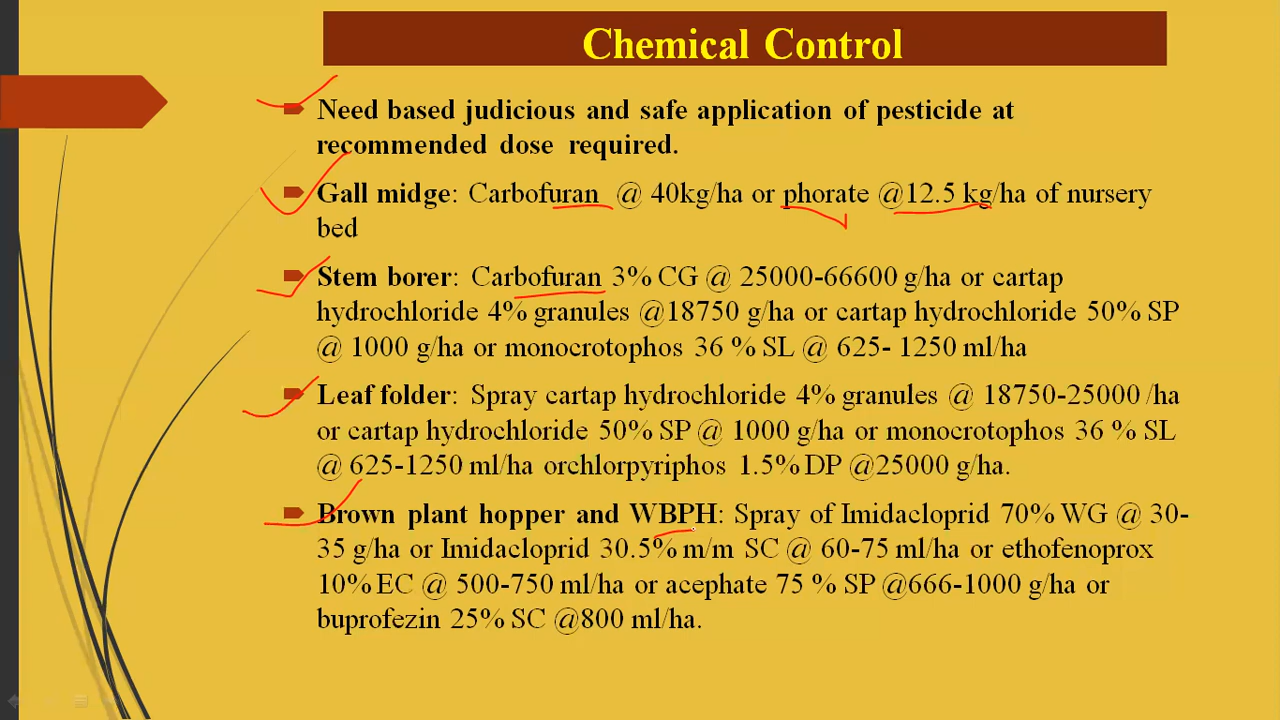 Chemical Control
Need based judicious and safe application of pesticide at
recommended dose required.
Gall midge: Carbofuran @ 40kg/ha or phorate @12.5 kg/ha of nursery
bed
Stem borer: Carbofuran 3% CG @ 25000-66600 g/ha or cartap
hydrochloride 4% granules @18750 g/ha or cartap hydrochloride 50% SP
@ 1000 g/ha or monocrotophos 36 % SL @ 625- 1250 ml/ha
Leaf folder: Spray cartap hydrochloride 4% granules @ 18750-25000 /ha
or cartap hydrochloride 50% SP @ 1000 g/ha or monocrotophos 36 % SL
@ 625-1250 ml/ha orchlorpyriphos 1.5% DP @25000 g/ha.
Brown plant hopper and WBPH: Spray of Imidacloprid 70% WG @ 30-
35 g/ha or Imidacloprid 30.5% m/m SC @ 60-75 ml/ha or ethofenoprox
10% EC @ 500-750 ml/ha or acephate 75 % SP @666-1000 g/ha or
buprofezin 25% SC @800 ml/ha.